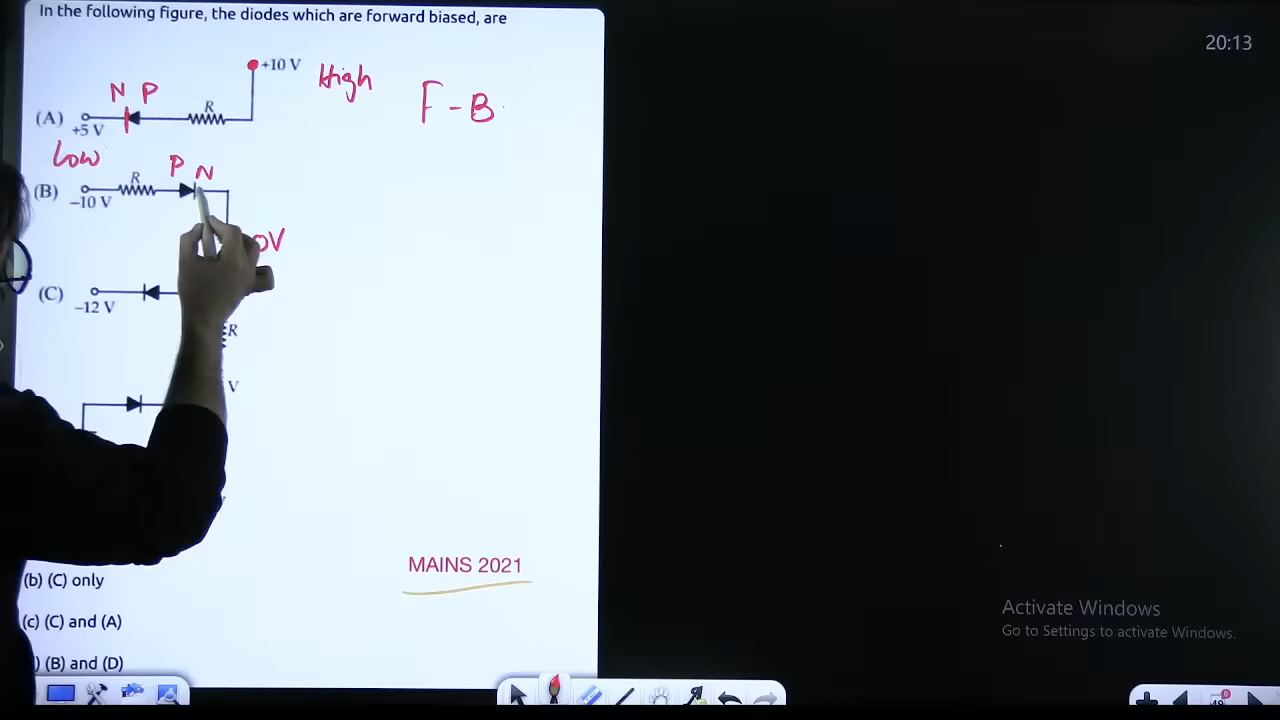 In the following figure, the diodes which are forward biased, are
20:13
+10 V
High
F-B
N P
R
(A)
+5 V
Low
P N
R
(B)
-10 V
0V
(C)
-12 V
R
V
MAINS 2021
(b) (C) only
(c) (C) and (A)
) (B) and (D)
Activate Windows
Go to Settings to activate Windows.